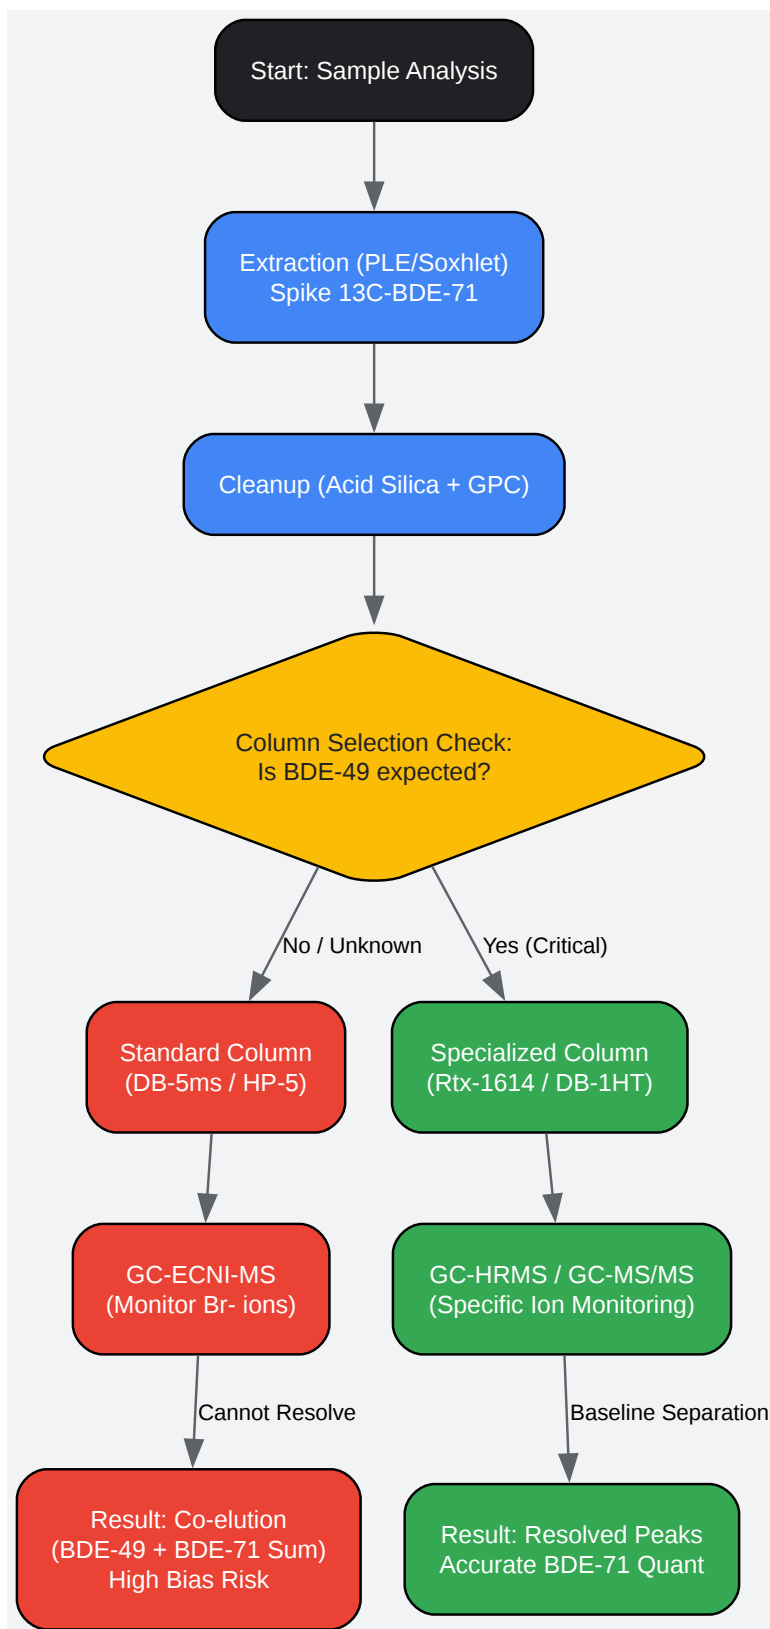 Start: Sample Analysis
Extraction (PLE/Soxhlet)
Spike 13C-BDE-71
Cleanup (Acid Silica + GPC)
Column Selection Check:
Is BDE-49 expected?
No / Unknown
Yes (Critical)
Standard Column
(DB-5ms / HP-5)
Specialized Column
(Rtx-1614 / DB-1HT)
GC-ECNI-MS
(Monitor Br- ions)
GC-HRMS / GC-MS/MS
(Specific Ion Monitoring)
Cannot Resolve
Baseline Separation
Result: Co-elution
(BDE-49 + BDE-71 Sum)
High Bias Risk
Result: Resolved Peaks
Accurate BDE-71 Quant